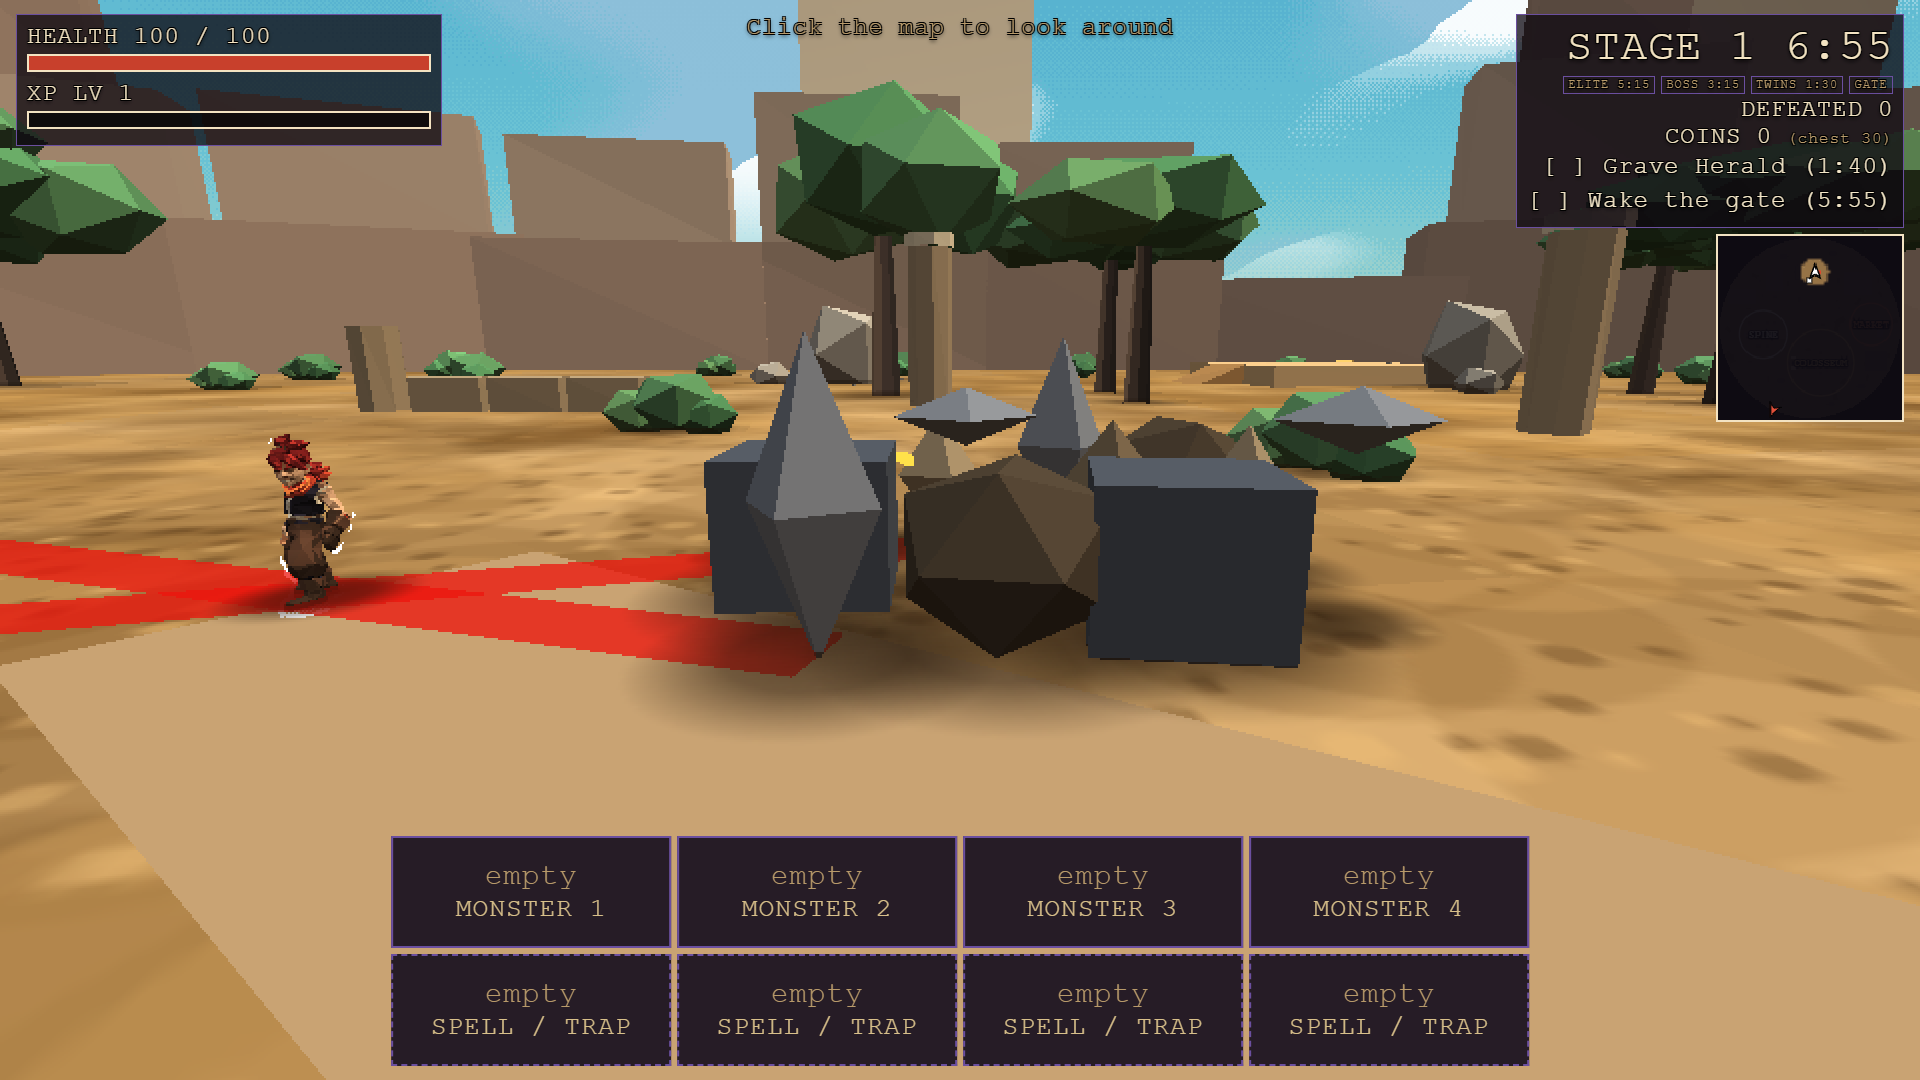 HEALTH 100 / 100
XP LV 1
Click the map to look around
STAGE 1 6:55
ELITE 5:15 BOSS 3:15 TWINS 1:30 GATE
DEFEATED 0
COINS 0 (chest 30)
[ ] Grave Herald (1:40)
[ ] Wake the gate (5:55)
empty
MONSTER 1
empty
MONSTER 2
empty
MONSTER 3
empty
MONSTER 4
empty
SPELL / TRAP
empty
SPELL / TRAP
empty
SPELL / TRAP
empty
SPELL / TRAP